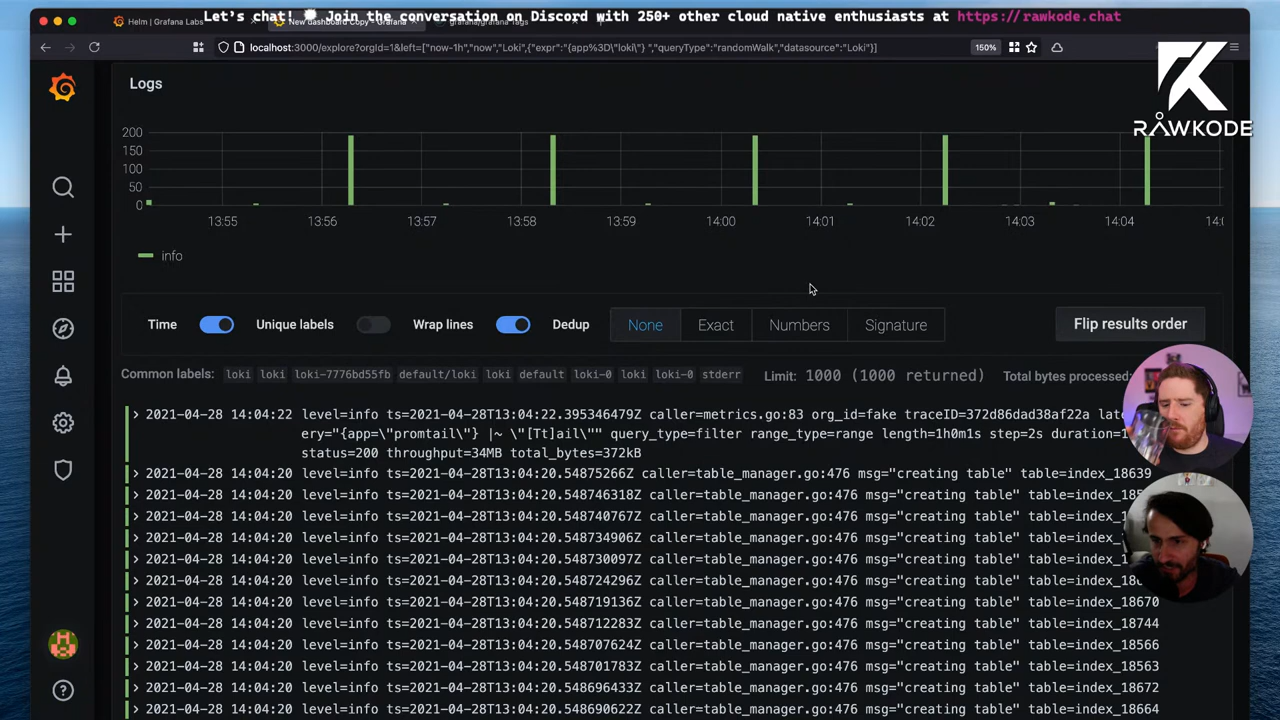 Let's chat! Join the conversation on Discord with 250+ other cloud native enthusiasts at https://rawkode.chat
Helm | Grafana Labs
New dashboard Copy - Grafana
grafana/grafana Tags
localhost:3000/explore?orgId=1&left=["now-1h","now","Loki",{"expr":"{app%3D\"loki\"} ","queryType":"randomWalk","datasource":"Loki"}]
150%
RAWKODE
Logs
200
150
100
50
0
13:55 13:56 13:57 13:58 13:59 14:00 14:01 14:02 14:03 14:04
info
Time Unique labels Wrap lines Dedup None Exact Numbers Signature Flip results order
Common labels: loki loki loki-7776bd55fb default/loki loki default loki-0 loki loki-0 stderr Limit: 1000 (1000 returned) Total bytes processed:
2021-04-28 14:04:22 level=info ts=2021-04-28T13:04:22.395346479Z caller=metrics.go:83 org_id=fake traceID=372d86dad38af22a
ery="{app=\"promtail\"} |~ \"[Tt]ail\"" query_type=filter range_type=range length=1h0m1s step=2s
status=200 throughput=34MB total_bytes=372kB
2021-04-28 14:04:20 level=info ts=2021-04-28T13:04:20.54875266Z caller=table_manager.go:476 msg="creating table" table=index_18639
2021-04-28 14:04:20 level=info ts=2021-04-28T13:04:20.548746318Z caller=table_manager.go:476 msg="creating table"
2021-04-28 14:04:20 level=info ts=2021-04-28T13:04:20.548740767Z caller=table_manager.go:476 msg="creating table"
2021-04-28 14:04:20 level=info ts=2021-04-28T13:04:20.548734906Z caller=table_manager.go:476 msg="creating table"
2021-04-28 14:04:20 level=info ts=2021-04-28T13:04:20.548730097Z caller=table_manager.go:476 msg="creating table"
2021-04-28 14:04:20 level=info ts=2021-04-28T13:04:20.548724296Z caller=table_manager.go:476 msg="creating table"
2021-04-28 14:04:20 level=info ts=2021-04-28T13:04:20.548719136Z caller=table_manager.go:476 msg="creating table" table=index_18670
2021-04-28 14:04:20 level=info ts=2021-04-28T13:04:20.548712283Z caller=table_manager.go:476 msg="creating table" table=index_18744
2021-04-28 14:04:20 level=info ts=2021-04-28T13:04:20.548707624Z caller=table_manager.go:476 msg="creating table" table=index_18566
2021-04-28 14:04:20 level=info ts=2021-04-28T13:04:20.548701783Z caller=table_manager.go:476 msg="creating table" table=index_18563
2021-04-28 14:04:20 level=info ts=2021-04-28T13:04:20.548696433Z caller=table_manager.go:476 msg="creating table" table=index_18672
2021-04-28 14:04:20 level=info ts=2021-04-28T13:04:20.548690622Z caller=table_manager.go:476 msg="creating table" table=index_18664